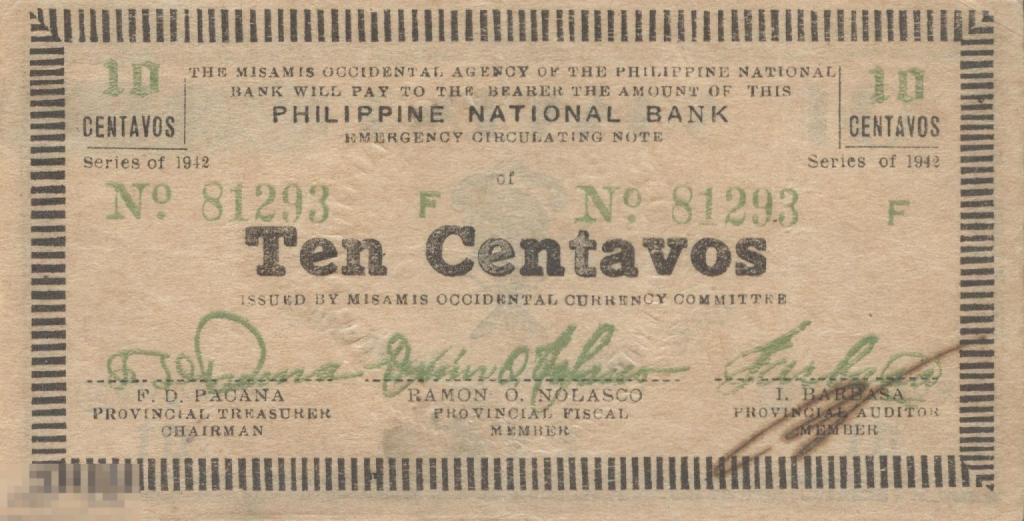 10
CENTAVOS
Series of 1942
THE MISAMIS OCCIDENTAL AGENCY OF THE PHILIPPINE NATIONAL
BANK WILL PAY TO THE BEARER THE AMOUNT OF THIS
PHILIPPINE NATIONAL BANK
EMERGENCY CIRCULATING NOTE
10
CENTAVOS
Series of 1942
of
No. 81293 F No. 81293 F
Ten Centavos
ISSUED BY MISAMIS OCCIDENTAL CURRENCY COMMITTEE
F. D. PACANA
PROVINCIAL TREASURER
CHAIRMAN
RAMON O. NOLASCO
PROVINCIAL FISCAL
MEMBER
I. BARBASA
PROVINCIAL AUDITOR
MEMBER